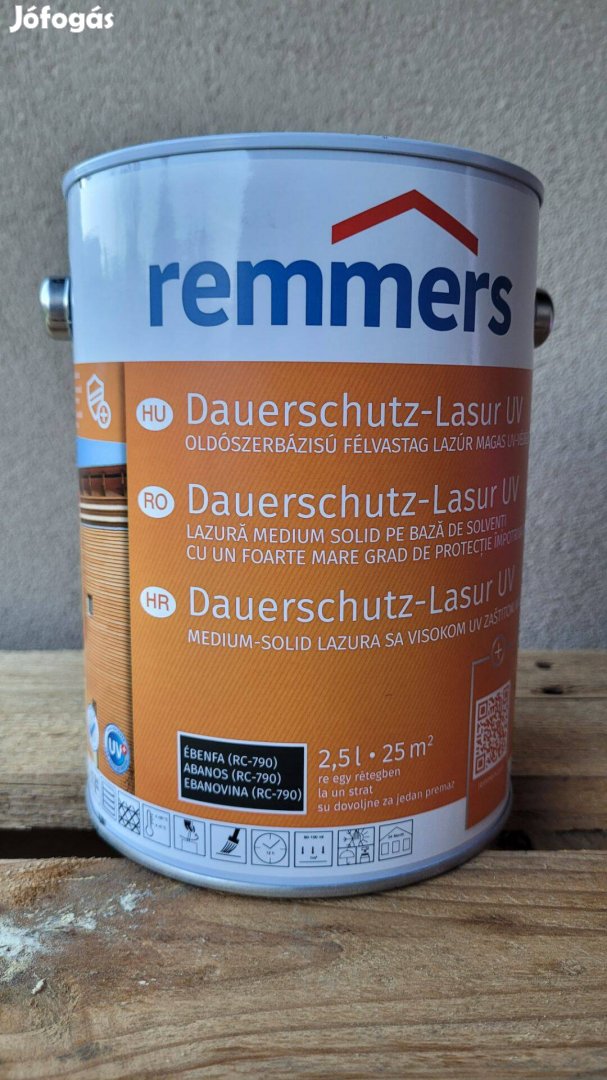 Jófogás
remmers
HU Dauerschutz-Lasur UV
OLDÓSZERBÁZISÚ FÉLVASTAG LAZÚR MAGAS
RO Dauerschutz-Lasur UV
LAZURĂ MEDIUM SOLID PE BAZĂ DE SOLVENTI
CU UN FOARTE MARE GRAD DE PROTECȚIE
HR Dauerschutz-Lasur UV
MEDIUM-SOLID LAZURA SA VISOKOM UV
UV+
ÉBENFA (RC-790)
ABANOS (RC-790)
EBANOVINA (RC-790)
2,5 l • 25 m²
re egy rétegben
la un strat
su dovoljne za jedan premaz